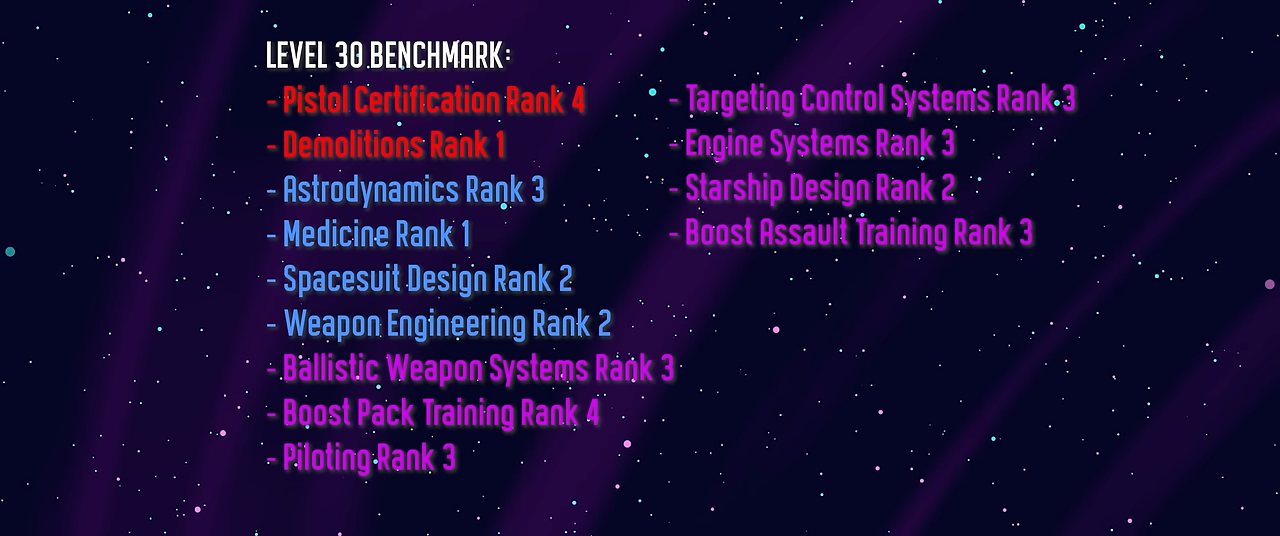 LEVEL 30 BENCHMARK:
- Pistol Certification Rank 4
- Demolitions Rank 1
- Astrodynamics Rank 3
- Medicine Rank 1
- Spacesuit Design Rank 2
- Weapon Engineering Rank 2
- Ballistic Weapon Systems Rank 3
- Boost Pack Training Rank 4
- Piloting Rank 3
- Targeting Control Systems Rank 3
- Engine Systems Rank 3
- Starship Design Rank 2
- Boost Assault Training Rank 3